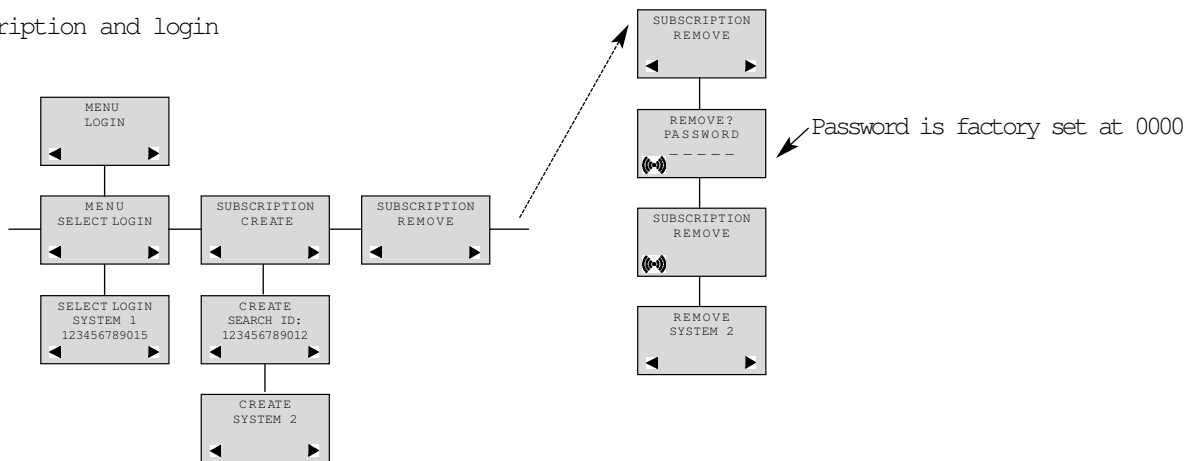 ription and login
MENU
LOGIN
MENU
SELECT LOGIN
SELECT LOGIN
SYSTEM 1
123456789015
SUBSCRIPTION
CREATE
CREATE
SEARCH ID:
123456789012
CREATE
SYSTEM 2
SUBSCRIPTION
REMOVE
SUBSCRIPTION
REMOVE
REMOVE?
PASSWORD
_ _ _ _ _
Password is factory set at 0000
SUBSCRIPTION
REMOVE
REMOVE
SYSTEM 2